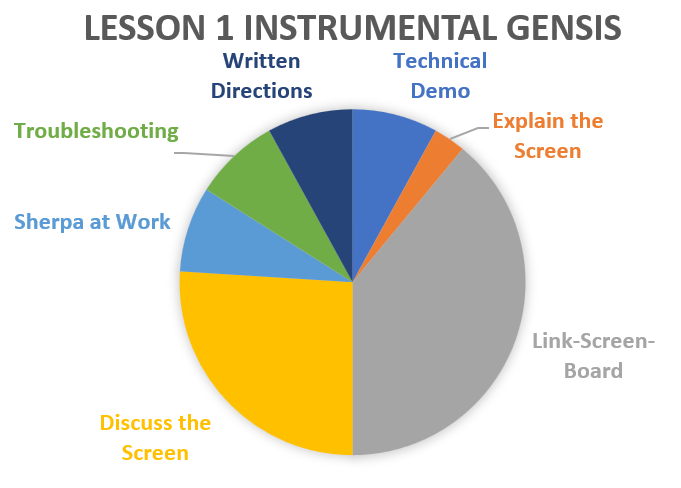 LESSON 1 INSTRUMENTAL GENSIS
Written
Directions
Technical
Demo
Explain the
Screen
Troubleshooting
Sherpa at Work
Link-Screen-
Board
Discuss the
Screen